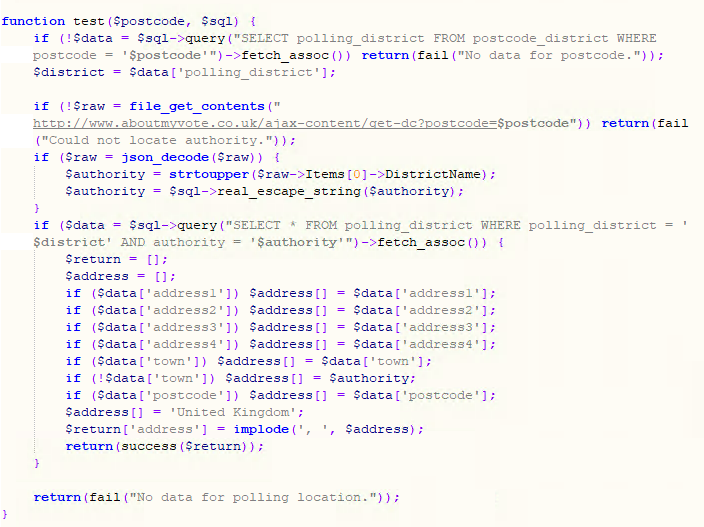 function test($postcode, $sql) {
    if (!$data = $sql->query("SELECT polling_district FROM postcode_district WHERE
    postcode = '$postcode'")->fetch_assoc()) return(fail("No data for postcode."));
    $district = $data['polling_district'];

    if (!$raw = file_get_contents("
    http://www.aboutmyvote.co.uk/ajax-content/get-dc?postcode=$postcode")) return(fail
    ("Could not locate authority."));
    if ($raw = json_decode($raw)) {
        $authority = strtoupper($raw->Items[0]->DistrictName);
        $authority = $sql->real_escape_string($authority);
    }
    if ($data = $sql->query("SELECT * FROM polling_district WHERE polling_district = '
    $district' AND authority = '$authority'")->fetch_assoc()) {
        $return = [];
        $address = [];
        if ($data['address1']) $address[] = $data['address1'];
        if ($data['address2']) $address[] = $data['address2'];
        if ($data['address3']) $address[] = $data['address3'];
        if ($data['address4']) $address[] = $data['address4'];
        if ($data['town']) $address[] = $data['town'];
        if (!$data['town']) $address[] = $authority;
        if ($data['postcode']) $address[] = $data['postcode'];
        $address[] = 'United Kingdom';
        $return['address'] = implode(', ', $address);
        return(success($return));
    }

    return(fail("No data for polling location."));
}